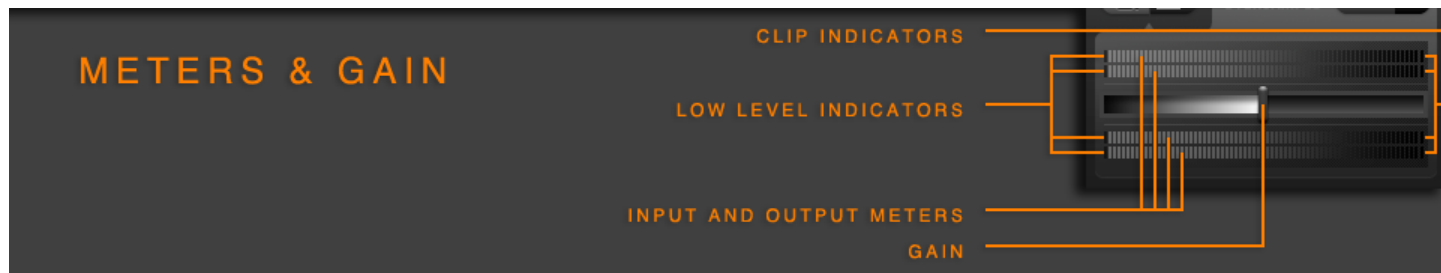 CLIP INDICATORS
METERS & GAIN
LOW LEVEL INDICATORS
INPUT AND OUTPUT METERS
GAIN